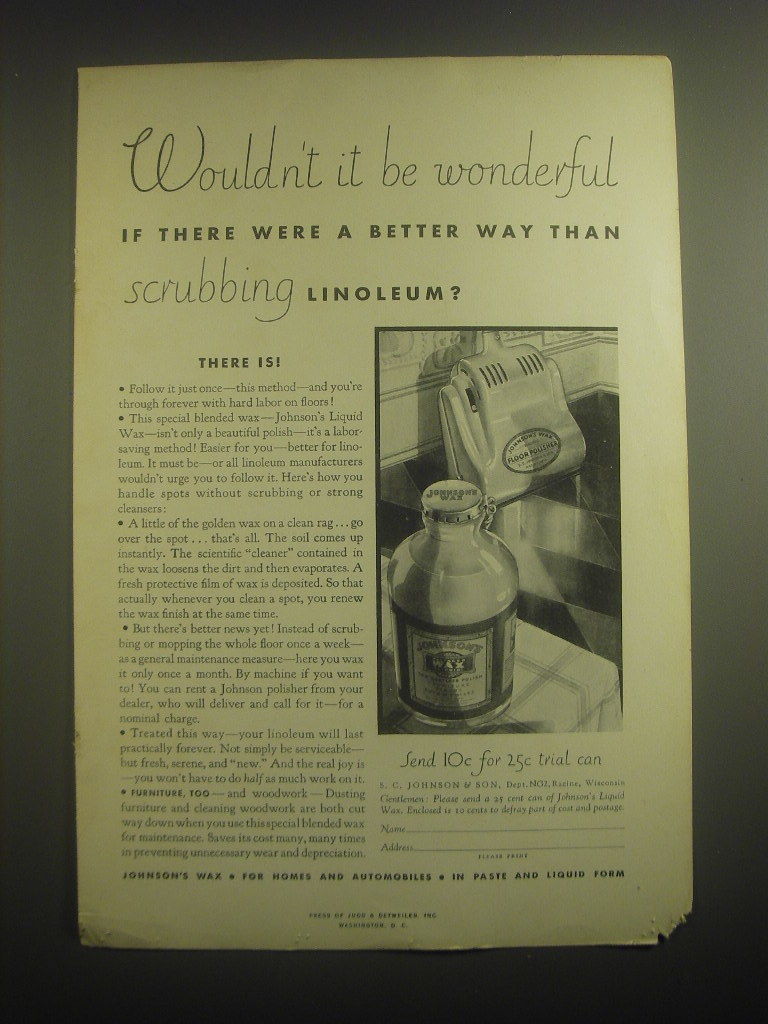 Wouldn't it be wonderful
IF THERE WERE A BETTER WAY THAN
scrubbing LINOLEUM?
THERE IS!
• Follow it just once—this method—and you're
through forever with hard labor on floors!
• This special blended wax—Johnson's Liquid
Wax—isn't only a beautiful polish—it's a labor-
saving method! Easier for you—better for lino-
leum. It must be—or all linoleum manufacturers
wouldn't urge you to follow it. Here's how you
handle spots without scrubbing or strong
cleansers:
• A little of the golden wax on a clean rag...go
over the spot...that's all. The soil comes up
instantly. The scientific "cleaner" contained in
the wax loosens the dirt and then evaporates. A
fresh protective film of wax is deposited. So that
actually whenever you clean a spot, you renew
the wax finish at the same time.
• But there's better news yet! Instead of scrub-
bing or mopping the whole floor once a week—
as a general maintenance measure—here you wax
it only once a month. By machine if you want
to! You can rent a Johnson polisher from your
dealer, who will deliver and call for it—for a
nominal charge.
• Treated this way—your linoleum will last
practically forever. Not simply be serviceable—
but fresh, serene, and "new." And the real joy is
—you won't have to do half as much work on it.
• FURNITURE, TOO—and woodwork—Dusting
furniture and cleaning woodwork are both cut
way down when you use this special blended wax
for maintenance. Saves its cost many, many times
in preventing unnecessary wear and depreciation.
JOHNSON'S WAX
FLOOR POLISHER
JOHNSON'S
WAX
JOHNSON'S
WAX
Send 10c for 25c trial can
S. C. JOHNSON & SON, Dept. NG2, Racine, Wisconsin
Gentlemen: Please send a 25 cent can of Johnson's Liquid
Wax. Enclosed is 10 cents to defray part of cost and postage.
Name
Address
PLEASE PRINT
JOHNSON'S WAX • FOR HOMES AND AUTOMOBILES • IN PASTE AND LIQUID FORM
PRESS OF JUDD & DETWEILER, INC.
WASHINGTON, D. C.